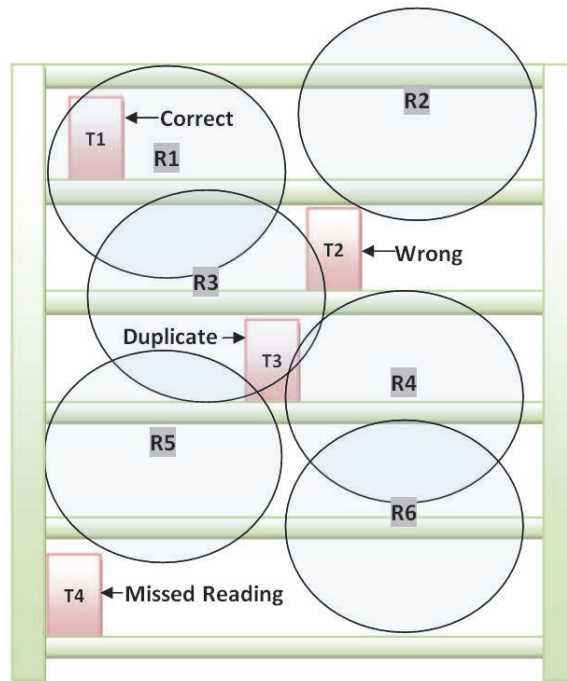 R2
T1
Correct
R1
T2
Wrong
R3
Duplicate
T3
R4
R5
R6
T4
Missed Reading